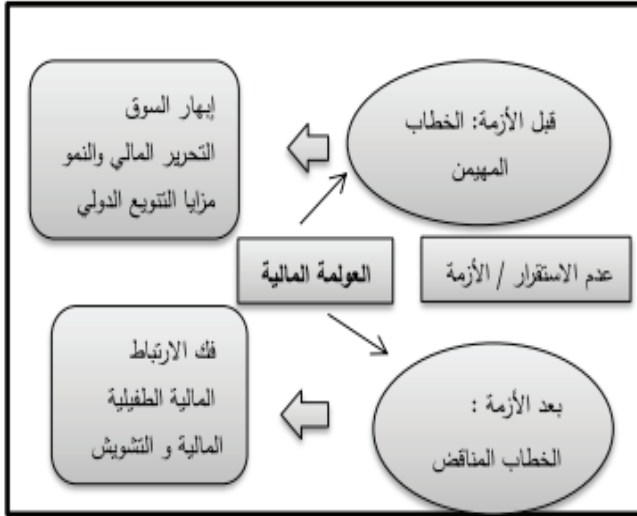 قبل الأزمة: الخطاب
المهيمن
إبهار السوق
التحرير المالي والنمو
مزايا التنويع الدولي
عدم الاستقرار / الأزمة
العولمة المالية
بعد الأزمة :
الخطاب المناقض
فك الارتباط
المالية الطفيلية
المالية و التشويش